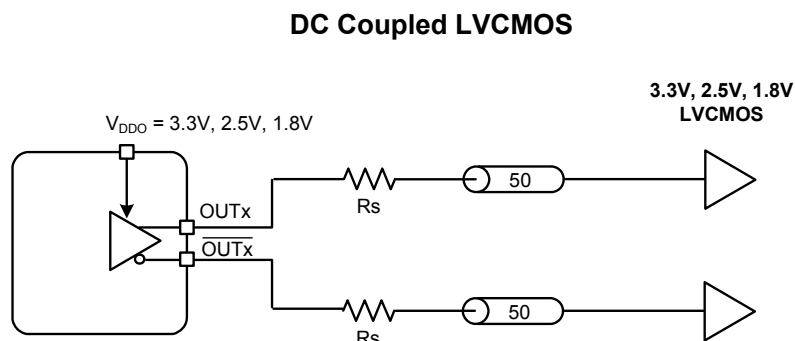 DC Coupled LVCMOS
3.3V, 2.5V, 1.8V
LVCMOS
VDDO = 3.3V, 2.5V, 1.8V
OUTx
Rs
50
OUTx
Rs
50